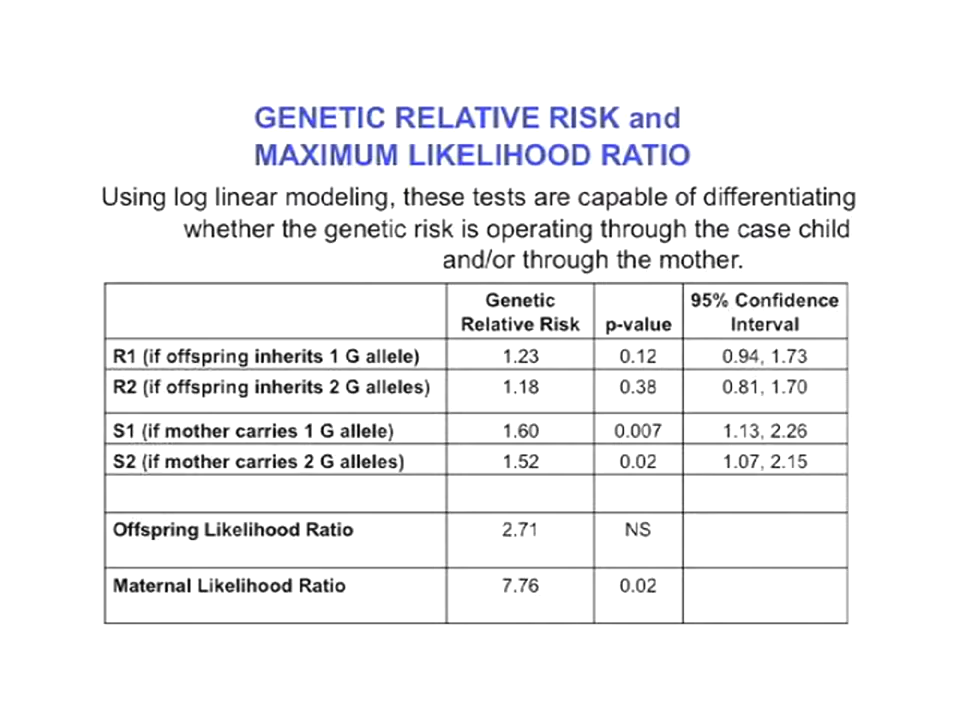 GENETIC RELATIVE RISK and
MAXIMUM LIKELIHOOD RATIO
Using log linear modeling, these tests are capable of differentiating
whether the genetic risk is operating through the case child
and/or through the mother.
Genetic Relative Risk p-value 95% Confidence Interval
R1 (if offspring inherits 1 G allele) 1.23 0.12 0.94, 1.73
R2 (if offspring inherits 2 G alleles) 1.18 0.38 0.81, 1.70
S1 (if mother carries 1 G allele) 1.60 0.007 1.13, 2.26
S2 (if mother carries 2 G alleles) 1.52 0.02 1.07, 2.15
Offspring Likelihood Ratio 2.71 NS
Maternal Likelihood Ratio 7.76 0.02